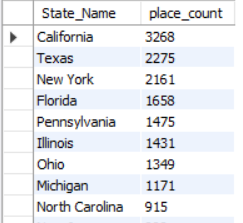 State_Name place_count
California 3268
Texas 2275
New York 2161
Florida 1658
Pennsylvania 1475
Illinois 1431
Ohio 1349
Michigan 1171
North Carolina 915